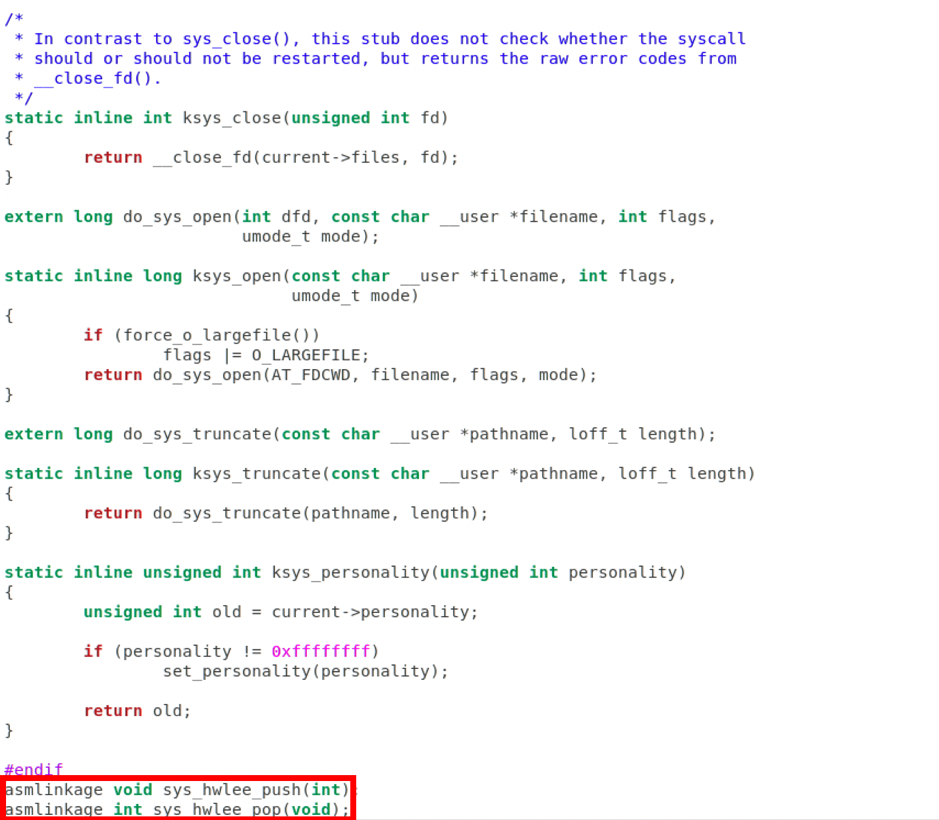 /*
 * In contrast to sys_close(), this stub does not check whether the syscall
 * should or should not be restarted, but returns the raw error codes from
 * __close_fd().
 */
static inline int ksys_close(unsigned int fd)
{
        return __close_fd(current->files, fd);
}
extern long do_sys_open(int dfd, const char __user *filename, int flags,
                        umode_t mode);
static inline long ksys_open(const char __user *filename, int flags,
                             umode_t mode)
{
        if (force_o_largefile())
                flags |= O_LARGEFILE;
        return do_sys_open(AT_FDCWD, filename, flags, mode);
}
extern long do_sys_truncate(const char __user *pathname, loff_t length);
static inline long ksys_truncate(const char __user *pathname, loff_t length)
{
        return do_sys_truncate(pathname, length);
}
static inline unsigned int ksys_personality(unsigned int personality)
{
        unsigned int old = current->personality;
        if (personality != 0xffffffff)
                set_personality(personality);
        return old;
}
#endif
asmlinkage void sys_hwlee_push(int);
asmlinkage int sys_hwlee_pop(void);